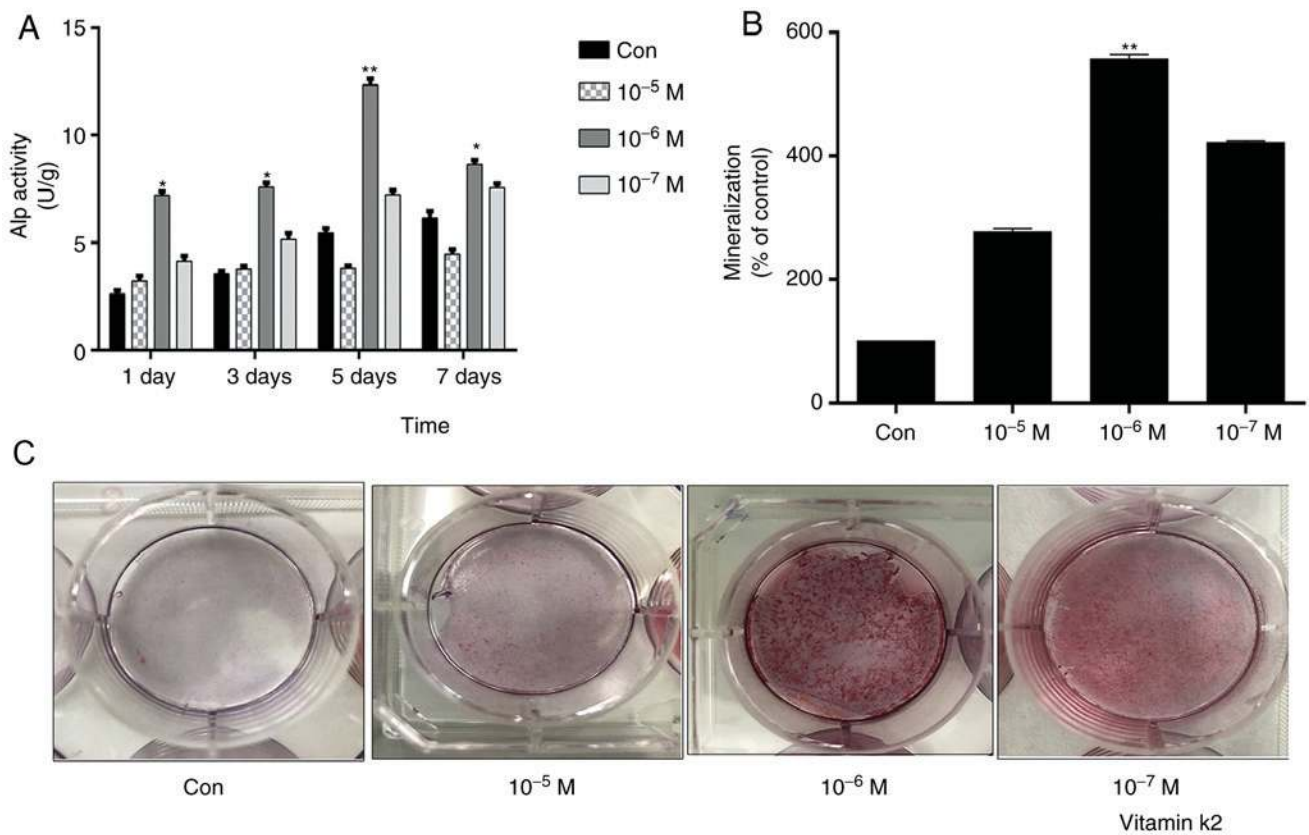 A
15
10
5
0
Alp activity
(U/g)
*
*
**
*
1 day
3 days
5 days
7 days
Time
Con
10⁻⁵ M
10⁻⁶ M
10⁻⁷ M
B
600
400
200
0
Mineralization
(% of control)
**
Con
10⁻⁵ M
10⁻⁶ M
10⁻⁷ M
C
Con
10⁻⁵ M
10⁻⁶ M
10⁻⁷ M
Vitamin k2